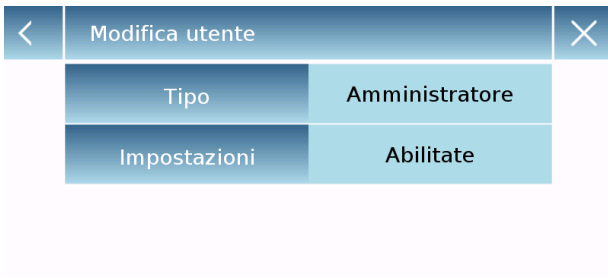 Modifica utente
Tipo Amministratore
Impostazioni Abilitate